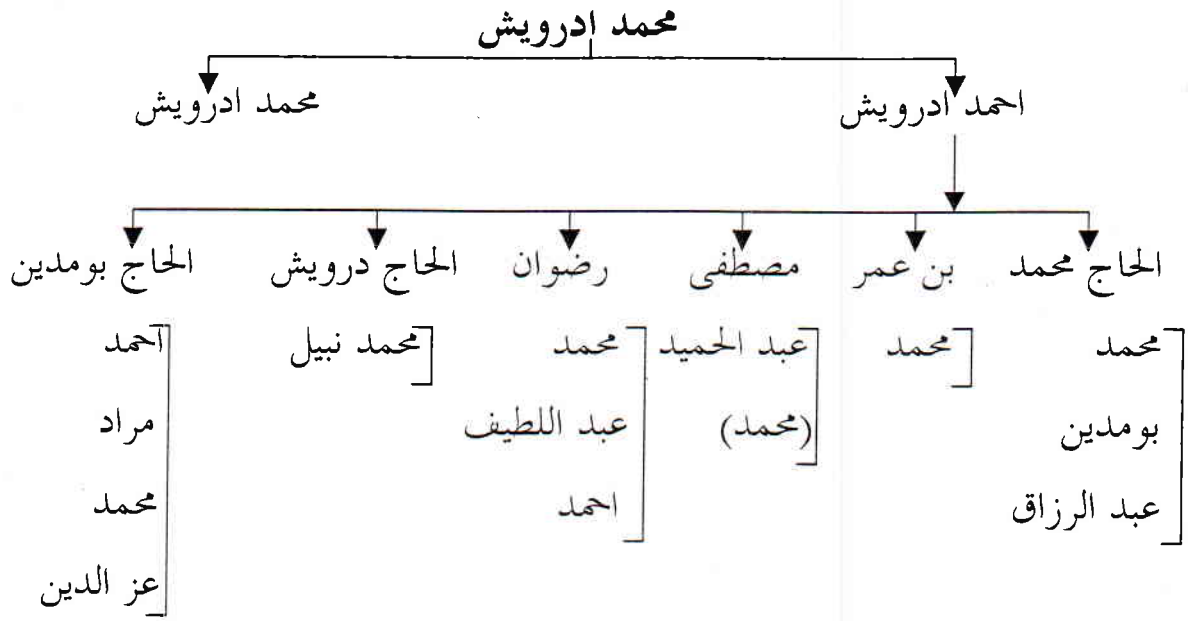 محمد ادرويش
احمد ادرويش محمد ادرويش
الحاج محمد بن عمر مصطفى رضوان الحاج درويش الحاج بومدين
محمد محمد عبد الحميد محمد محمد نبيل احمد
بومدين (محمد) عبد اللطيف مراد
عبد الرزاق احمد محمد
عز الدين